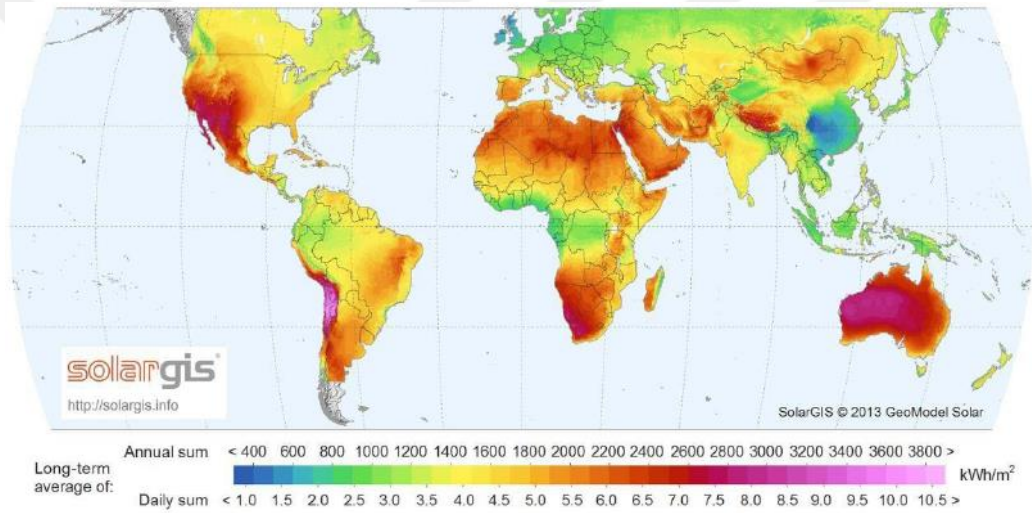 solargis
http://solargis.info
SolarGIS © 2013 GeoModel Solar
Annual sum < 400 600 800 1000 1200 1400 1600 1800 2000 2200 2400 2600 2800 3000 3200 3400 3600 3800 >
Long-term average of:
kWh/m²
Daily sum < 1.0 1.5 2.0 2.5 3.0 3.5 4.0 4.5 5.0 5.5 6.0 6.5 7.0 7.5 8.0 8.5 9.0 9.5 10.0 10.5 >